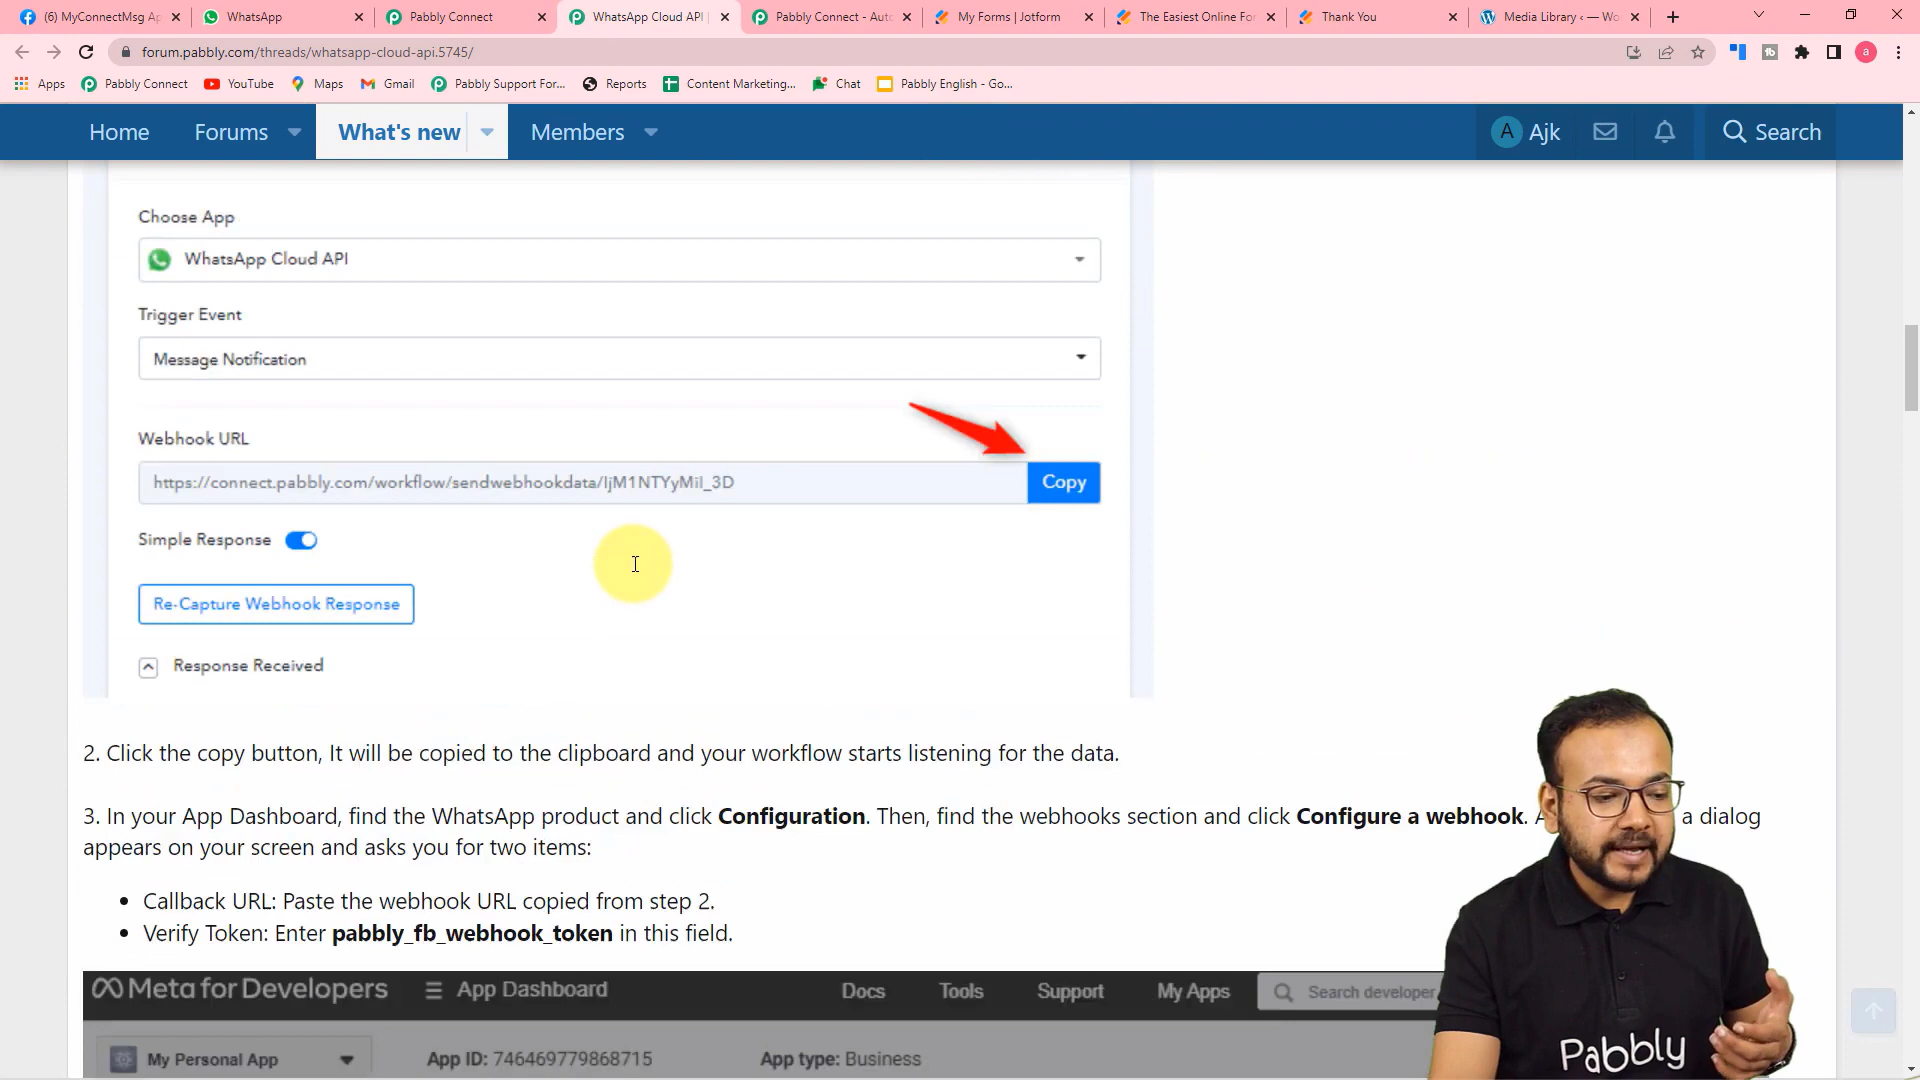 (6) MyConnectMsg Ap
WhatsApp
Pabbly Connect
WhatsApp Cloud API |
Pabbly Connect - Auto
My Forms | Jotform
The Easiest Online For
Thank You
Media Library ‹ — Wo
forum.pabbly.com/threads/whatsapp-cloud-api.5745/
a
Apps
Pabbly Connect
YouTube
Maps
Gmail
Pabbly Support For...
Reports
Content Marketing...
Chat
Pabbly English - Go...
Home
Forums
What's new
Members
A Ajk
Search
Choose App
WhatsApp Cloud API
Trigger Event
Message Notification
Webhook URL
https://connect.pabbly.com/workflow/sendwebhookdata/IjM1NTYyMiI_3D
Copy
Simple Response
Re-Capture Webhook Response
Response Received
2. Click the copy button, It will be copied to the clipboard and your workflow starts listening for the data.
3. In your App Dashboard, find the WhatsApp product and click Configuration. Then, find the webhooks section and click Configure a webhook. a dialog
appears on your screen and asks you for two items:
• Callback URL: Paste the webhook URL copied from step 2.
• Verify Token: Enter pabbly_fb_webhook_token in this field.
Meta for Developers
App Dashboard
Docs
Tools
Support
My Apps
Search developer
My Personal App
App ID: 746469779868715
App type: Business
Pabbly